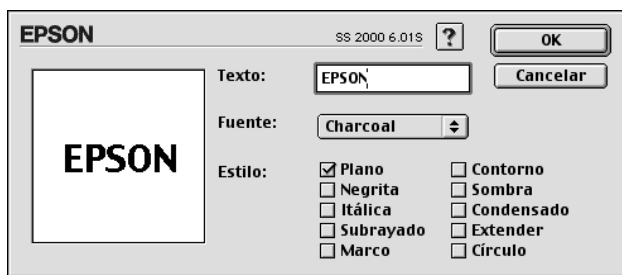 EPSON SS 2000 6.01S ? OK
Texto: EPSON Cancelar
Fuente: Charcoal
EPSON
Estilo: Plano Contorno
Negrita Sombra
Itálica Condensado
Subrayado Extender
Marco Círculo